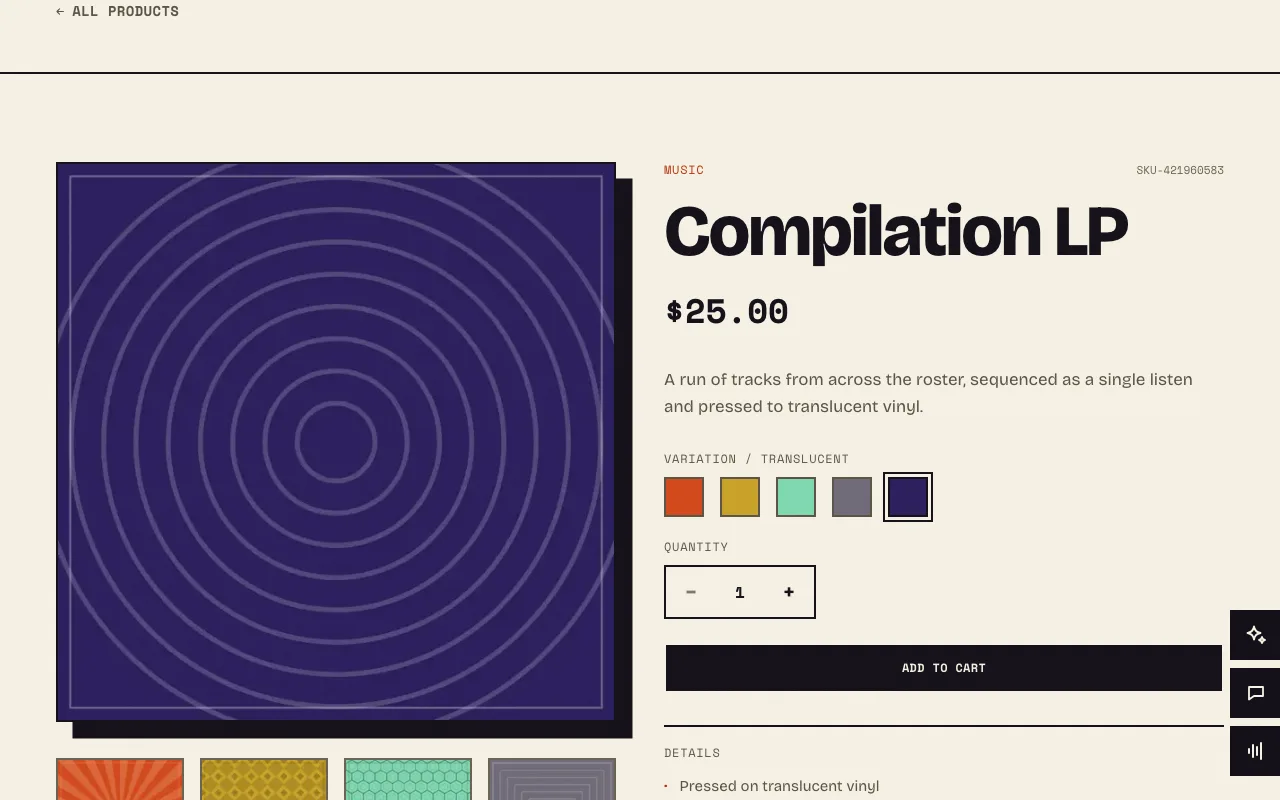 ← ALL PRODUCTS
MUSIC
SKU-421960583
Compilation LP
$25.00
A run of tracks from across the roster, sequenced as a single listen
and pressed to translucent vinyl.
VARIATION / TRANSLUCENT
QUANTITY
− 1 +
ADD TO CART
DETAILS
• Pressed on translucent vinyl